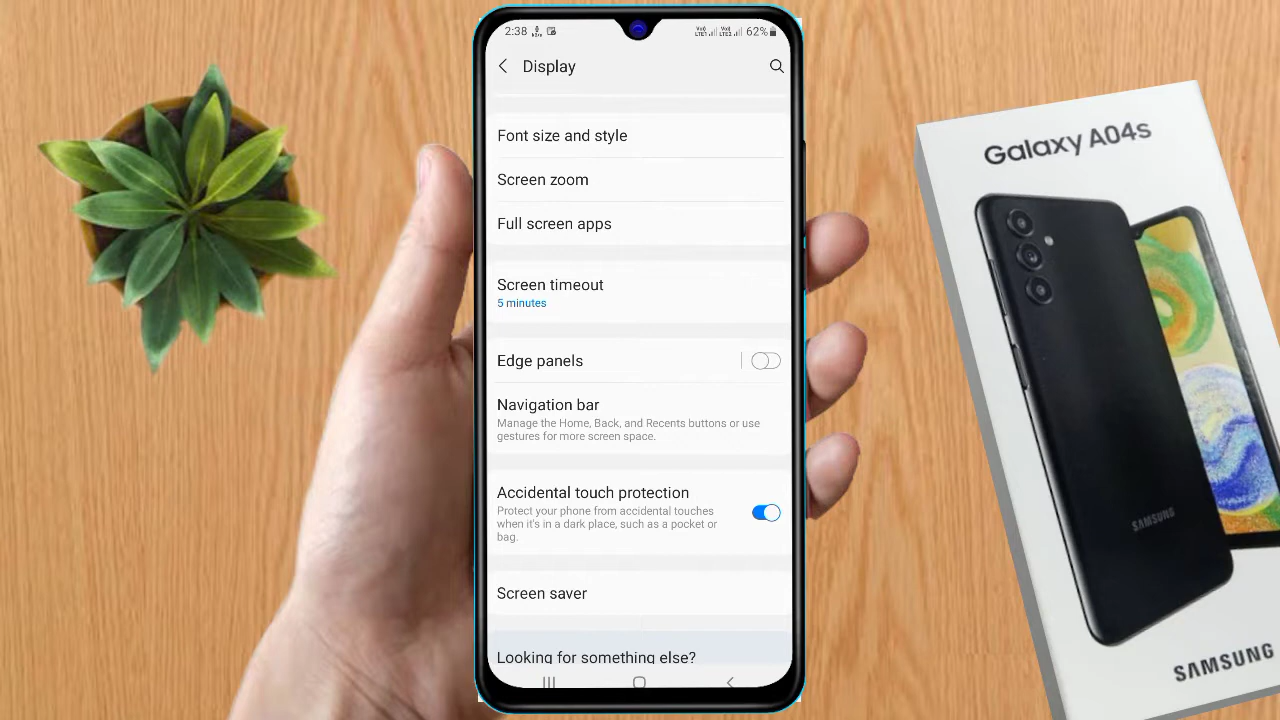 2:38
62%
Display
Font size and style
Screen zoom
Full screen apps
Screen timeout
5 minutes
Edge panels
Navigation bar
Manage the Home, Back, and Recents buttons or use
gestures for more screen space.
Accidental touch protection
Protect your phone from accidental touches
when it's in a dark place, such as a pocket or
bag.
Screen saver
Looking for something else?
Galaxy A04s
SAMSUNG
SAMSUNG